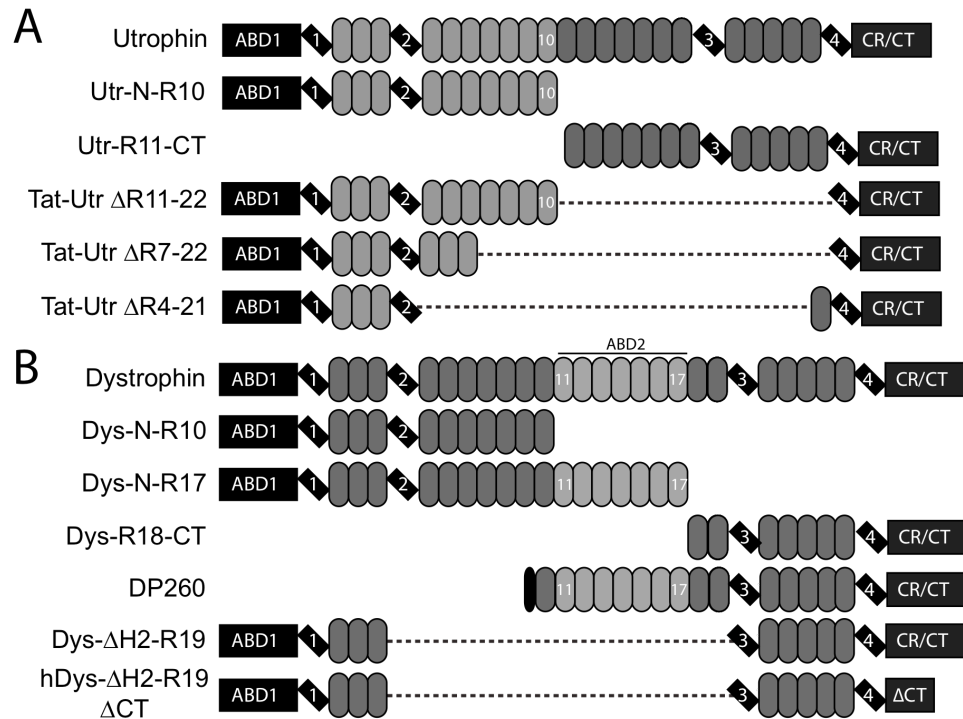 A
Utrophin ABD1 1 2 10 3 4 CR/CT
Utr-N-R10 ABD1 1 2 10
Utr-R11-CT 3 4 CR/CT
Tat-Utr ΔR11-22 ABD1 1 2 10 4 CR/CT
Tat-Utr ΔR7-22 ABD1 1 2 4 CR/CT
Tat-Utr ΔR4-21 ABD1 1 2 4 CR/CT
B
ABD2
Dystrophin ABD1 1 2 11 17 3 4 CR/CT
Dys-N-R10 ABD1 1 2
Dys-N-R17 ABD1 1 2 11 17
Dys-R18-CT 3 4 CR/CT
DP260 11 17 3 4 CR/CT
Dys-ΔH2-R19 ABD1 1 3 4 CR/CT
hDys-ΔH2-R19
ΔCT ABD1 1 3 4 ΔCT